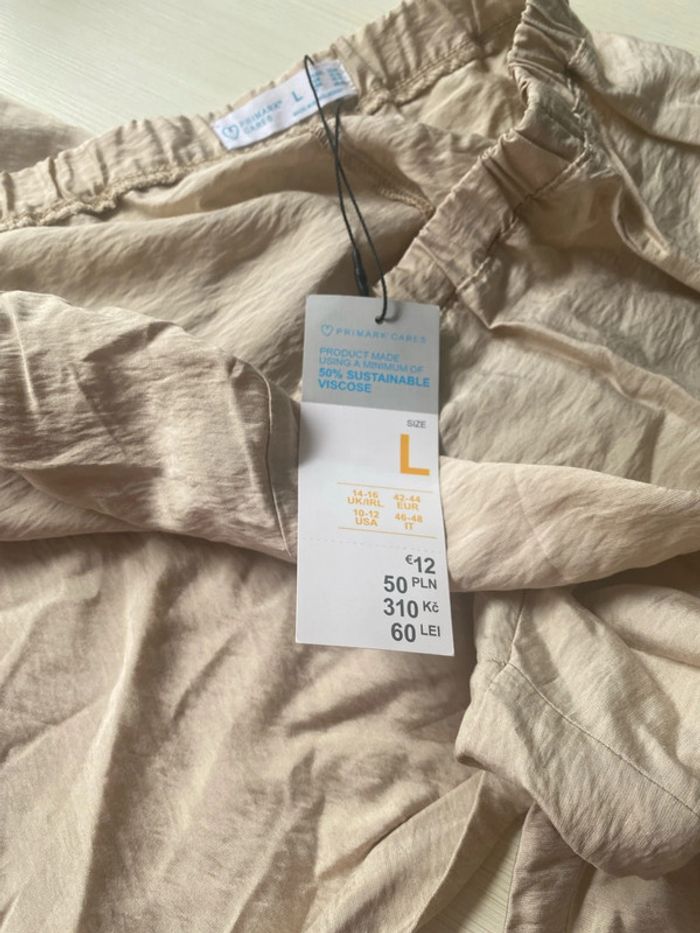 PRIMARK®
CARES
L
PRIMARK® CARES
PRODUCT MADE
USING A MINIMUM OF
50% SUSTAINABLE
VISCOSE
SIZE
L
14-16 42-44
UK/IRL EUR
10-12 46-48
USA IT
€12
50 PLN
310 Kč
60 LEI